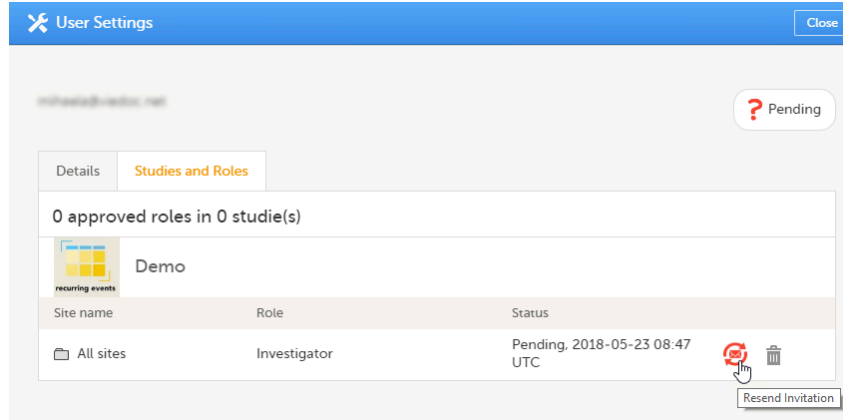 User Settings
Close
Pending
Details
Studies and Roles
0 approved roles in 0 studie(s)
recurring events
Demo
Site name
Role
Status
All sites
Investigator
Pending, 2018-05-23 08:47
UTC
Resend Invitation